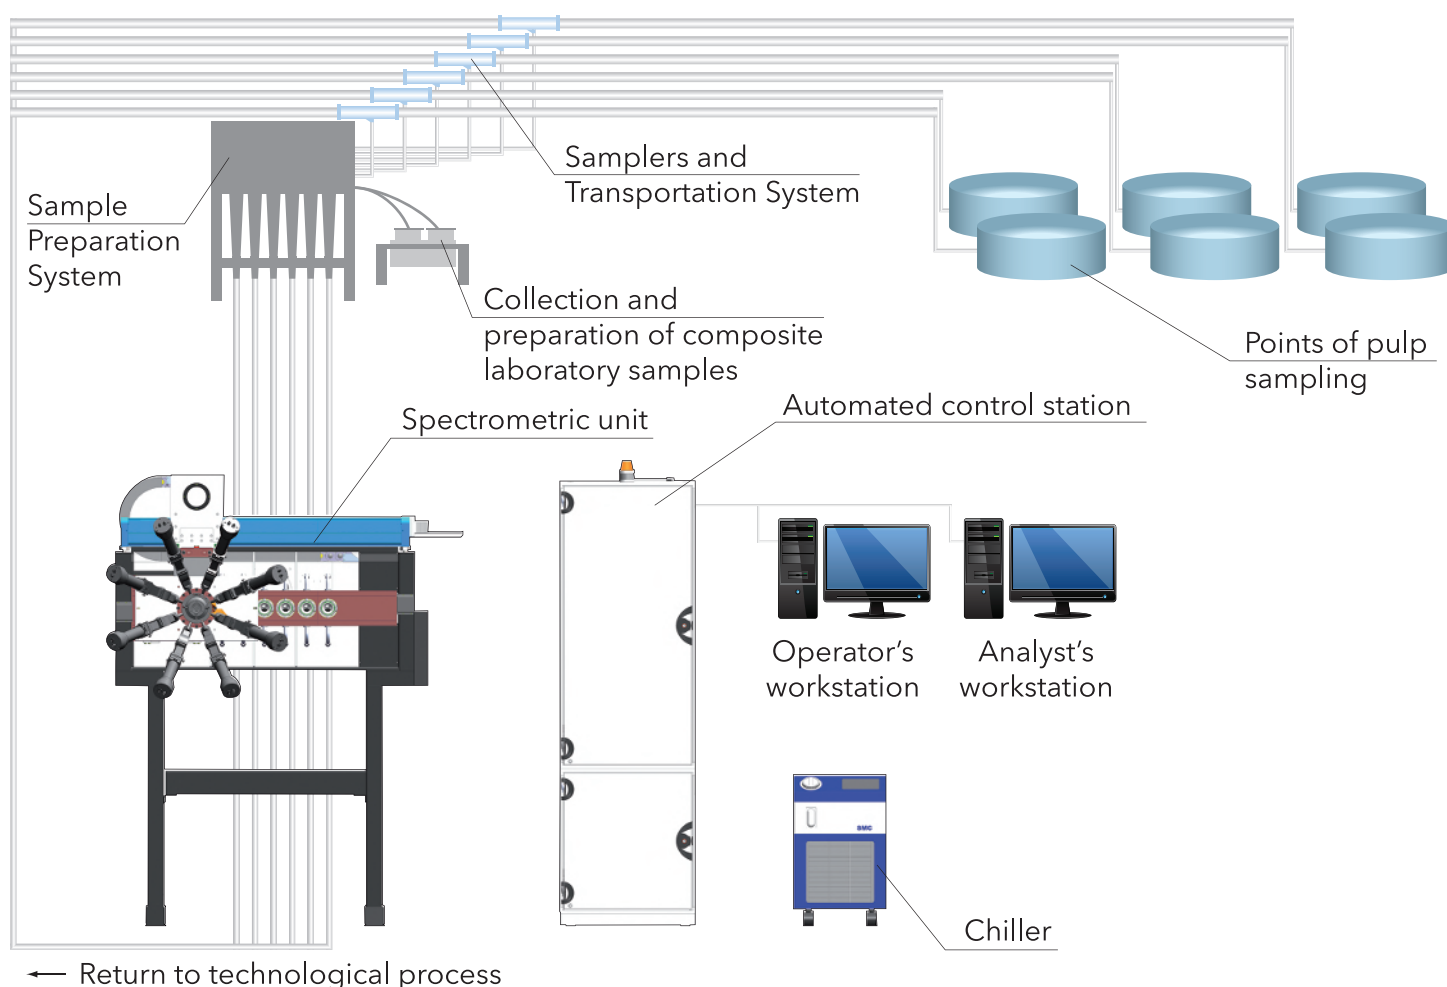 Samplers and
Transportation System
Sample
Preparation
System
Collection and
preparation of composite
laboratory samples
Points of pulp
sampling
Automated control station
Spectrometric unit
Operator’s
workstation
Analyst’s
workstation
SMC
Chiller
← Return to technological process